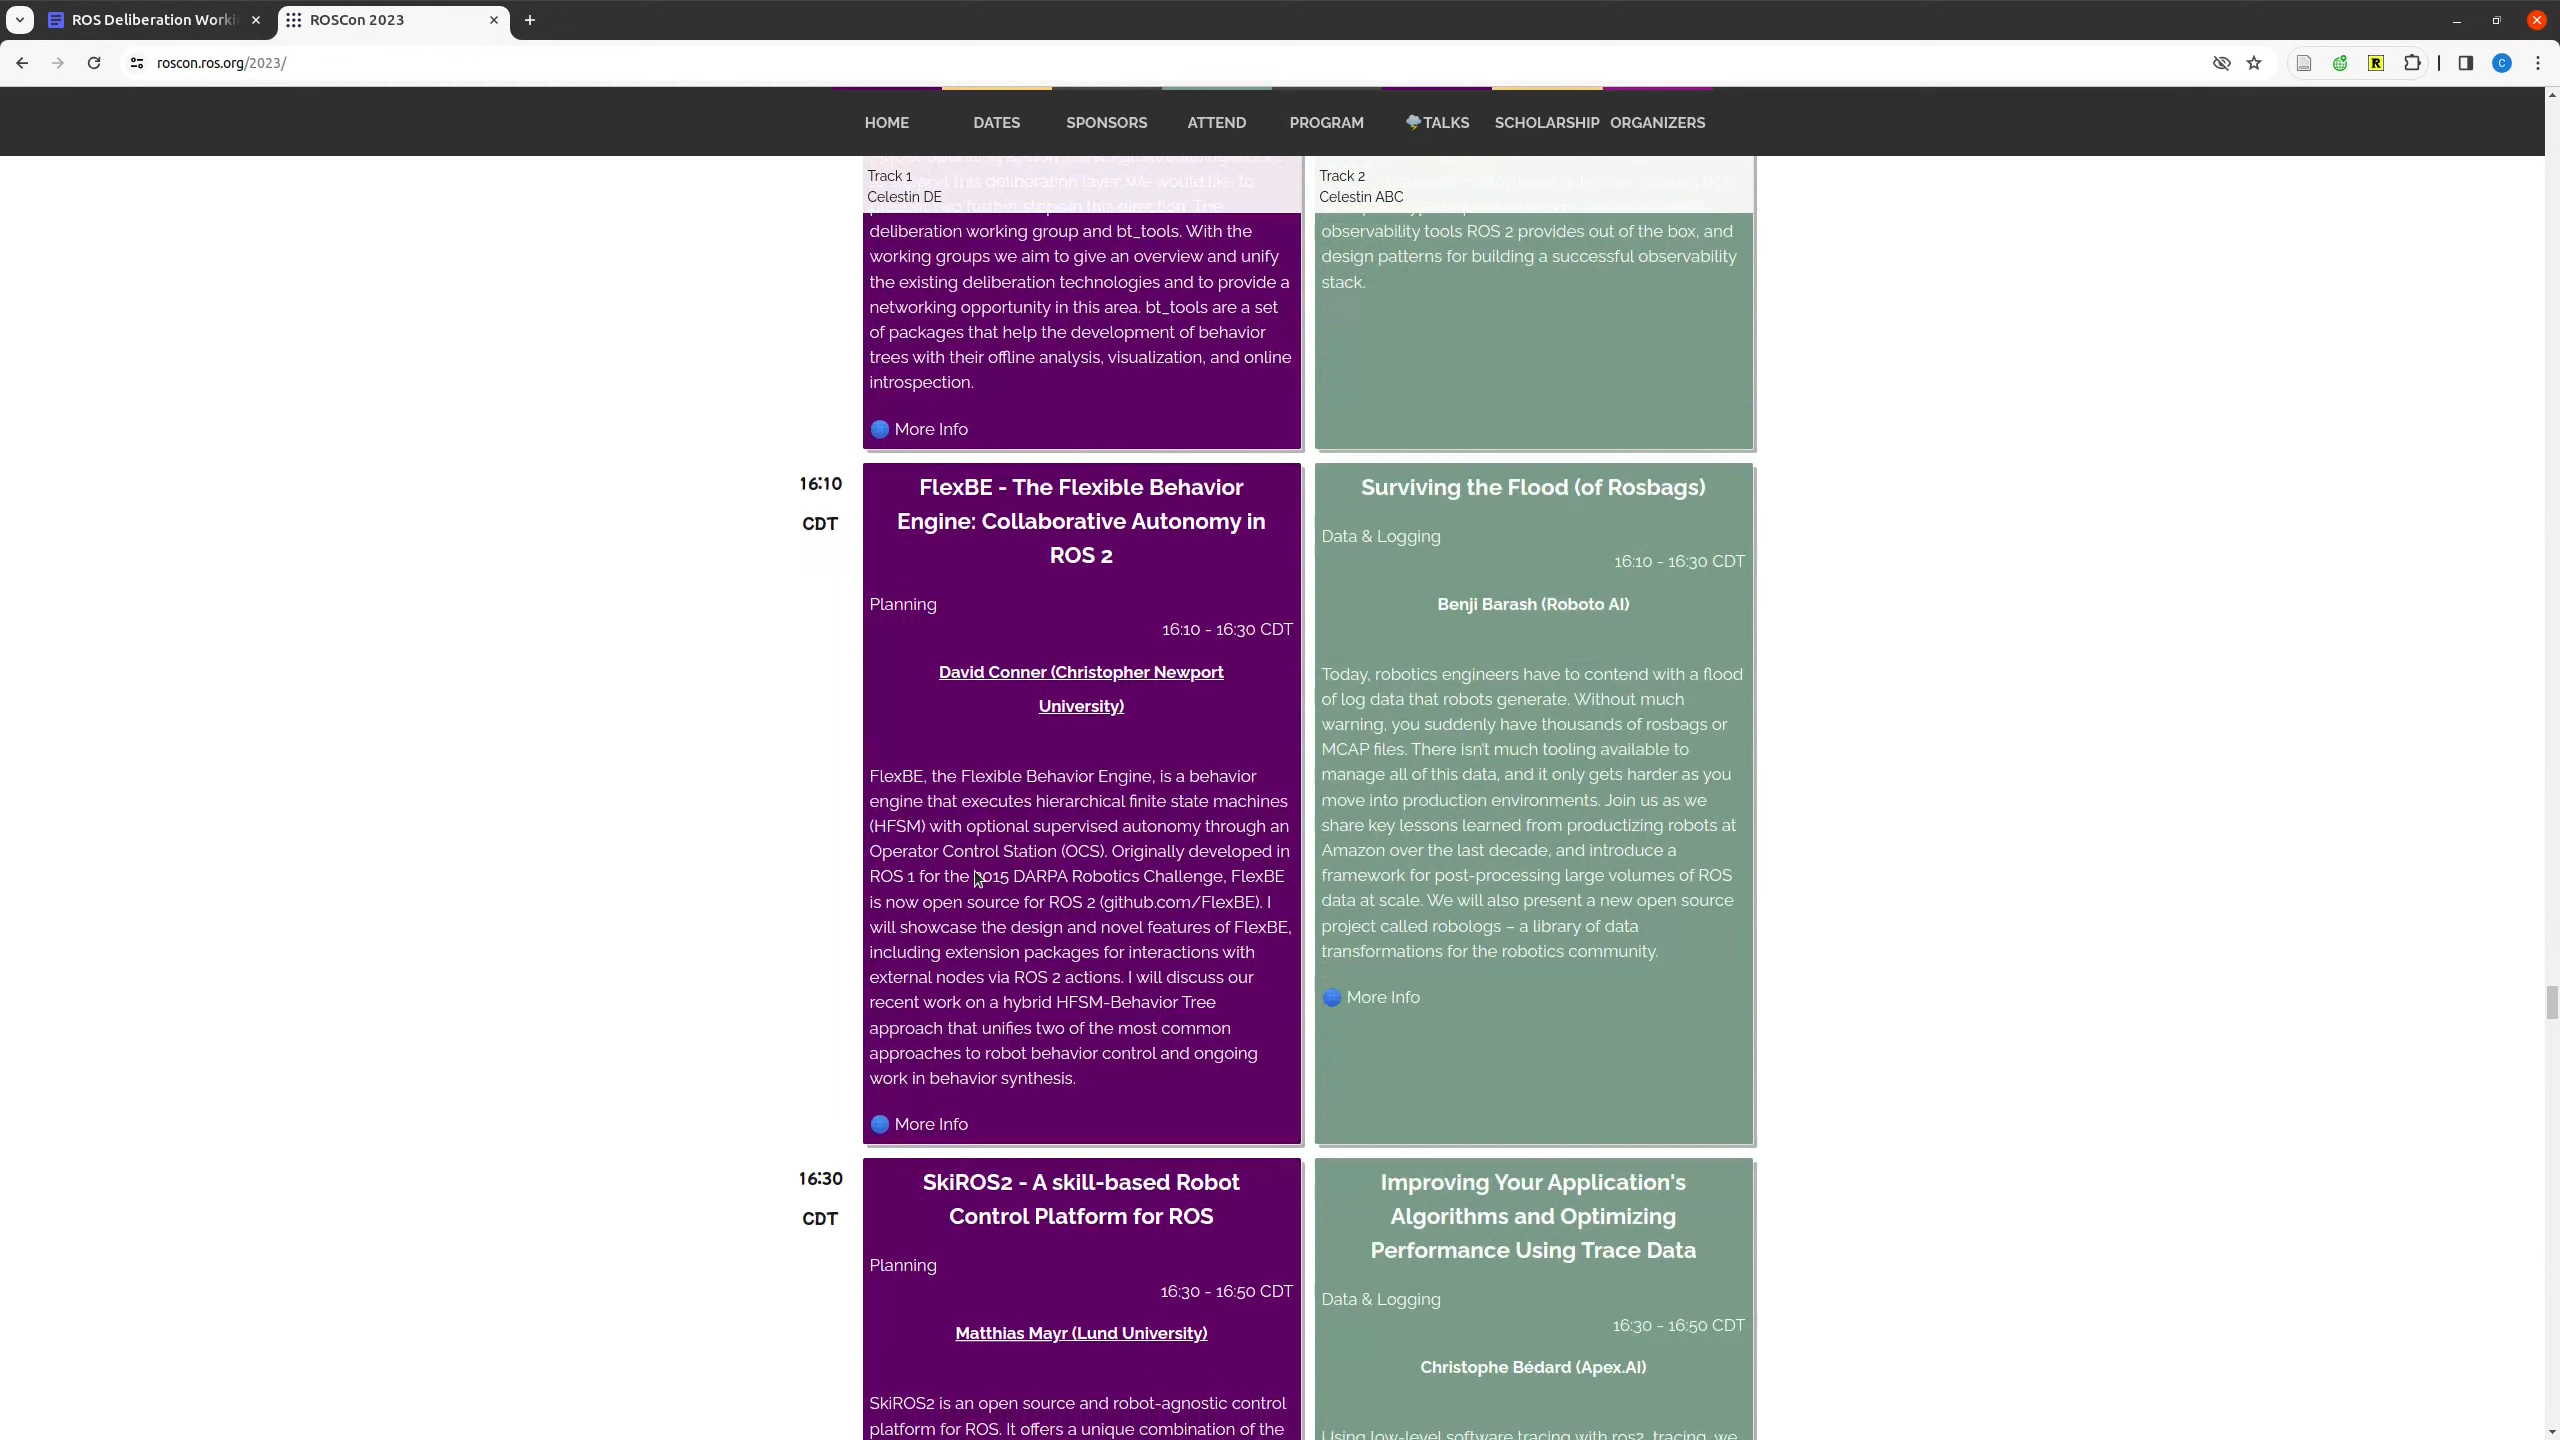 ROS Deliberation Worki
ROSCon 2023
roscon.ros.org/2023/
R
C
HOME
DATES
SPONSORS
ATTEND
PROGRAM
🌩️TALKS
SCHOLARSHIP
ORGANIZERS
Track 1
Celestin DE
deliberation working group and bt_tools. With the
working groups we aim to give an overview and unify
the existing deliberation technologies and to provide a
networking opportunity in this area. bt_tools are a set
of packages that help the development of behavior
trees with their offline analysis, visualization, and online
introspection.
More Info
Track 2
Celestin ABC
observability tools ROS 2 provides out of the box, and
design patterns for building a successful observability
stack.
16:10
CDT
FlexBE - The Flexible Behavior
Engine: Collaborative Autonomy in
ROS 2
Planning
16:10 - 16:30 CDT
David Conner (Christopher Newport
University)
FlexBE, the Flexible Behavior Engine, is a behavior
engine that executes hierarchical finite state machines
(HFSM) with optional supervised autonomy through an
Operator Control Station (OCS). Originally developed in
ROS 1 for the 2015 DARPA Robotics Challenge, FlexBE
is now open source for ROS 2 (github.com/FlexBE). I
will showcase the design and novel features of FlexBE,
including extension packages for interactions with
external nodes via ROS 2 actions. I will discuss our
recent work on a hybrid HFSM-Behavior Tree
approach that unifies two of the most common
approaches to robot behavior control and ongoing
work in behavior synthesis.
More Info
Surviving the Flood (of Rosbags)
Data & Logging
16:10 - 16:30 CDT
Benji Barash (Roboto AI)
Today, robotics engineers have to contend with a flood
of log data that robots generate. Without much
warning, you suddenly have thousands of rosbags or
MCAP files. There isn't much tooling available to
manage all of this data, and it only gets harder as you
move into production environments. Join us as we
share key lessons learned from productizing robots at
Amazon over the last decade, and introduce a
framework for post-processing large volumes of ROS
data at scale. We will also present a new open source
project called robologs – a library of data
transformations for the robotics community.
More Info
16:30
CDT
SkiROS2 - A skill-based Robot
Control Platform for ROS
Planning
16:30 - 16:50 CDT
Matthias Mayr (Lund University)
SkiROS2 is an open source and robot-agnostic control
platform for ROS. It offers a unique combination of the
Improving Your Application's
Algorithms and Optimizing
Performance Using Trace Data
Data & Logging
16:30 - 16:50 CDT
Christophe Bédard (Apex.AI)
Using low-level software tracing with ros2_tracing, we